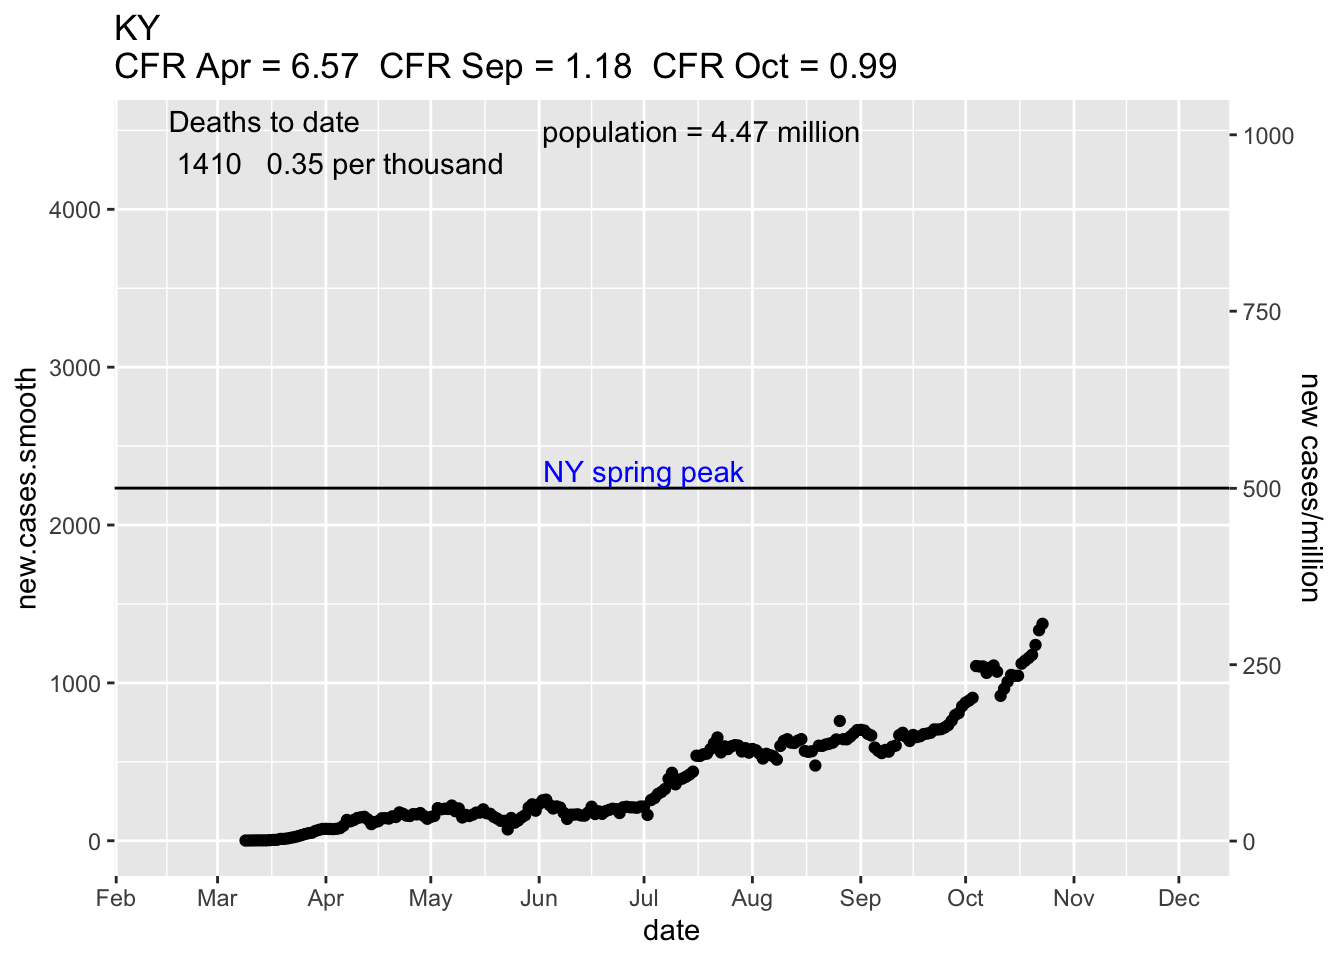 KY
CFR Apr = 6.57 CFR Sep = 1.18 CFR Oct = 0.99
Deaths to date
1410 0.35 per thousand
population = 4.47 million
NY spring peak
new.cases.smooth
4000
3000
2000
1000
0
1000
750
500
250
0
new cases/million
Feb Mar Apr May Jun Jul Aug Sep Oct Nov Dec
date